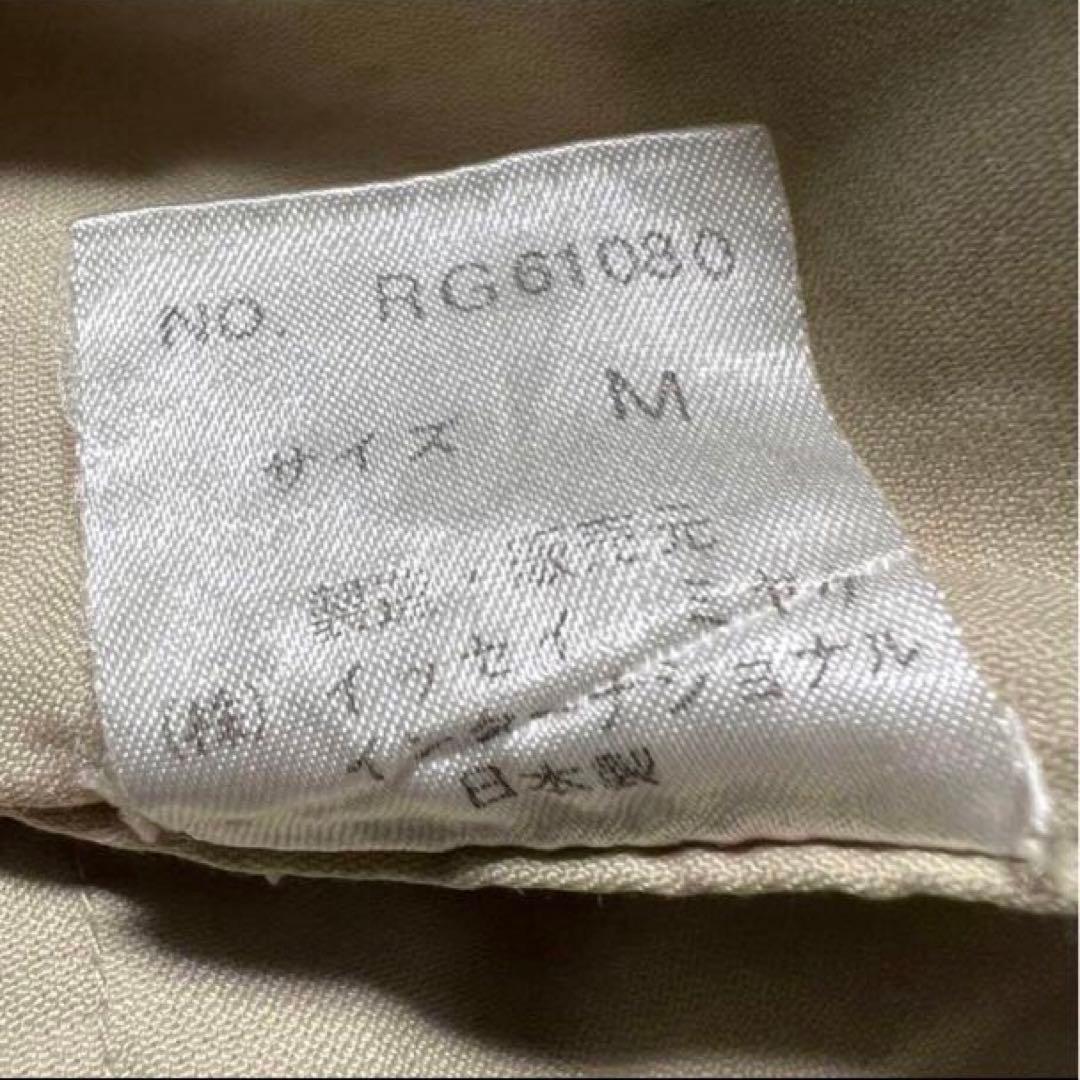 NO. RG61080
サイズ M
製造・販売元
(株) イッセイ ミヤケ
インターナショナル
日本製